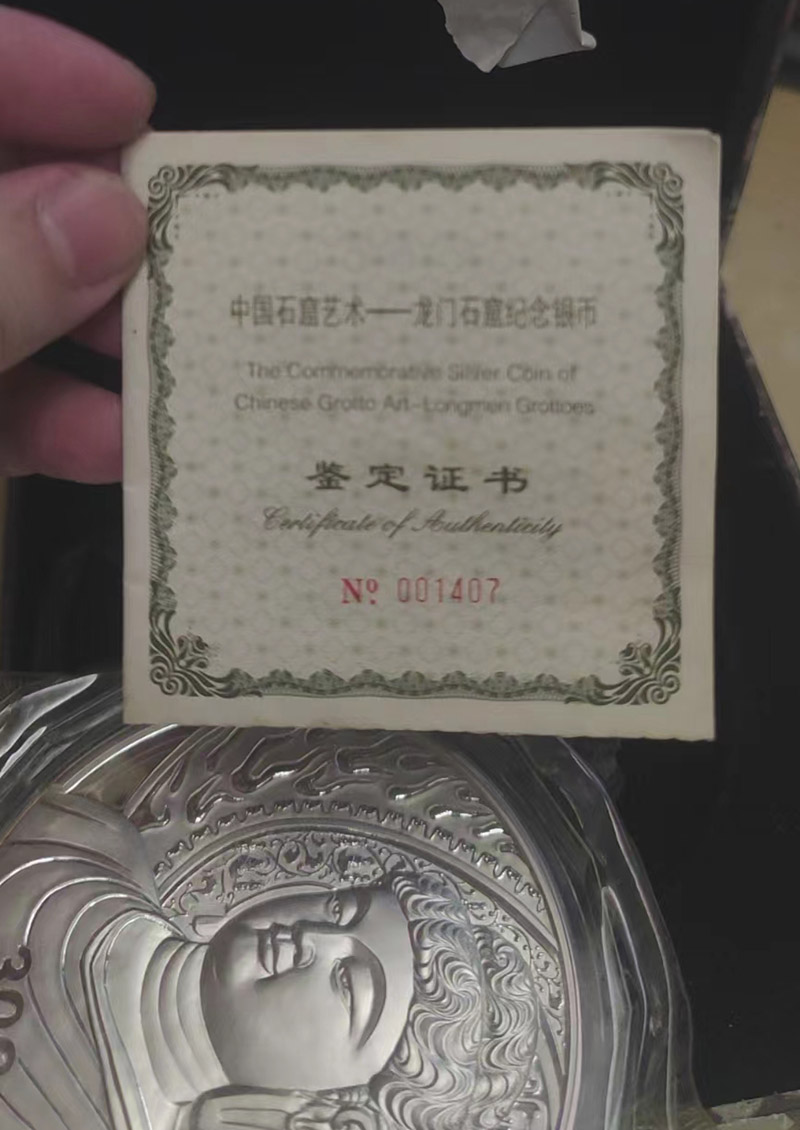 中国石窟艺术——龙门石窟纪念银币
The Commemorative Silver Coin of
Chinese Grotto Art-Longmen Grottoes
鉴定证书
Certificate of Authenticity
Nº 001407
300